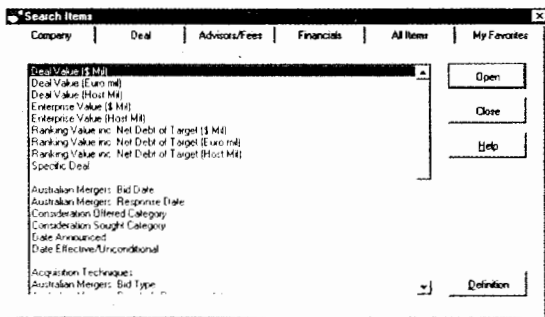 Search Items
Company | Deal | Advisors/Fees | Financials | All Items | My Favorites
Deal Value ($ Mil)
Deal Value (Euro mil)
Deal Value (Host Mil)
Enterprise Value ($ Mil)
Enterprise Value (Host Mil)
Ranking Value inc. Net Debt of Target ($ Mil)
Ranking Value inc. Net Debt of Target (Euro mil)
Ranking Value inc. Net Debt of Target (Host Mil)
Specific Deal
Australian Mergers: Bid Date
Australian Mergers: Response Date
Consideration Offered Category
Consideration Sought Category
Date Announced
Date Effective/Unconditional
Acquisition Techniques
Australian Mergers: Bid Type
Open
Close
Help
Definition